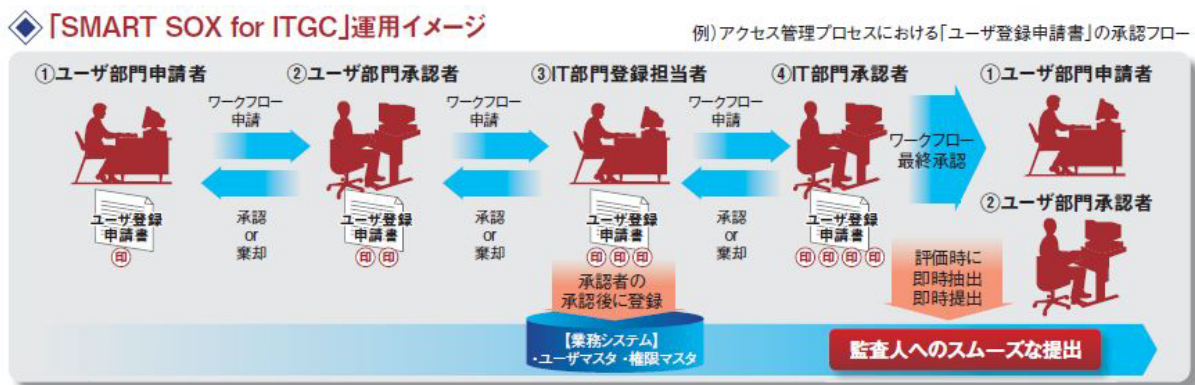 「SMART SOX for ITGC」運用イメージ
例）アクセス管理プロセスにおける「ユーザ登録申請書」の承認フロー
①ユーザ部門申請者
②ユーザ部門承認者
③IT部門登録担当者
④IT部門承認者
①ユーザ部門申請者
ワークフロー
申請
ワークフロー
申請
ワークフロー
申請
ワークフロー
最終承認
②ユーザ部門承認者
ユーザ登録
申請書
印
承認
or
棄却
ユーザ登録
申請書
印 印
承認
or
棄却
ユーザ登録
申請書
印 印 印
承認
or
棄却
ユーザ登録
申請書
印 印 印 印
承認者の
承認後に登録
評価時に
即時抽出
即時提出
【業務システム】
・ユーザマスタ ・権限マスタ
監査人へのスムーズな提出